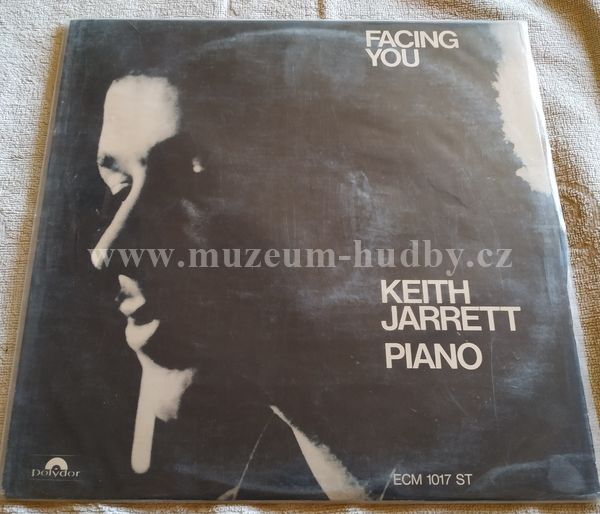 FACING
YOU
www.muzeum-hudby.cz
KEITH
JARRETT
PIANO
polydor
ECM 1017 ST